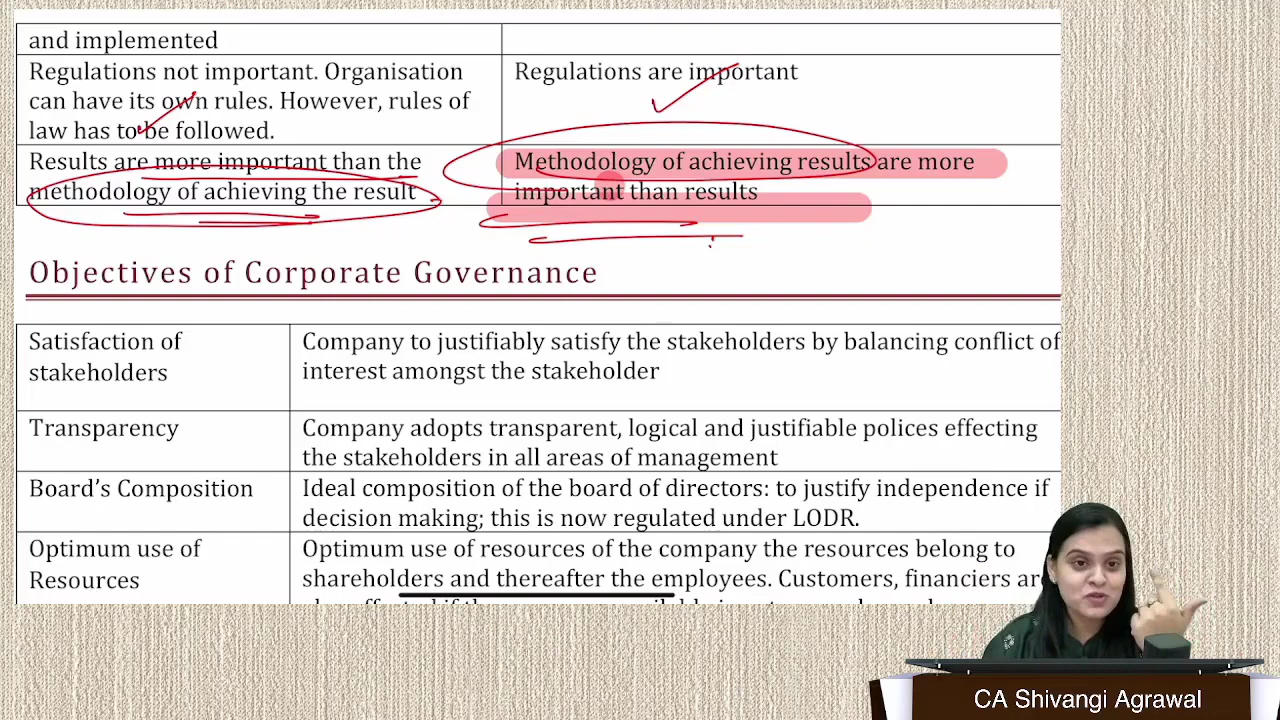 and implemented
Regulations not important. Organisation
can have its own rules. However, rules of
law has to be followed.
Regulations are important
Results are more important than the
methodology of achieving the result
Methodology of achieving results are more
important than results
Objectives of Corporate Governance
Satisfaction of
stakeholders
Company to justifiably satisfy the stakeholders by balancing conflict of
interest amongst the stakeholder
Transparency
Company adopts transparent, logical and justifiable polices effecting
the stakeholders in all areas of management
Board's Composition
Ideal composition of the board of directors: to justify independence if
decision making; this is now regulated under LODR.
Optimum use of
Resources
Optimum use of resources of the company the resources belong to
shareholders and thereafter the employees. Customers, financiers are
CA Shivangi Agrawal